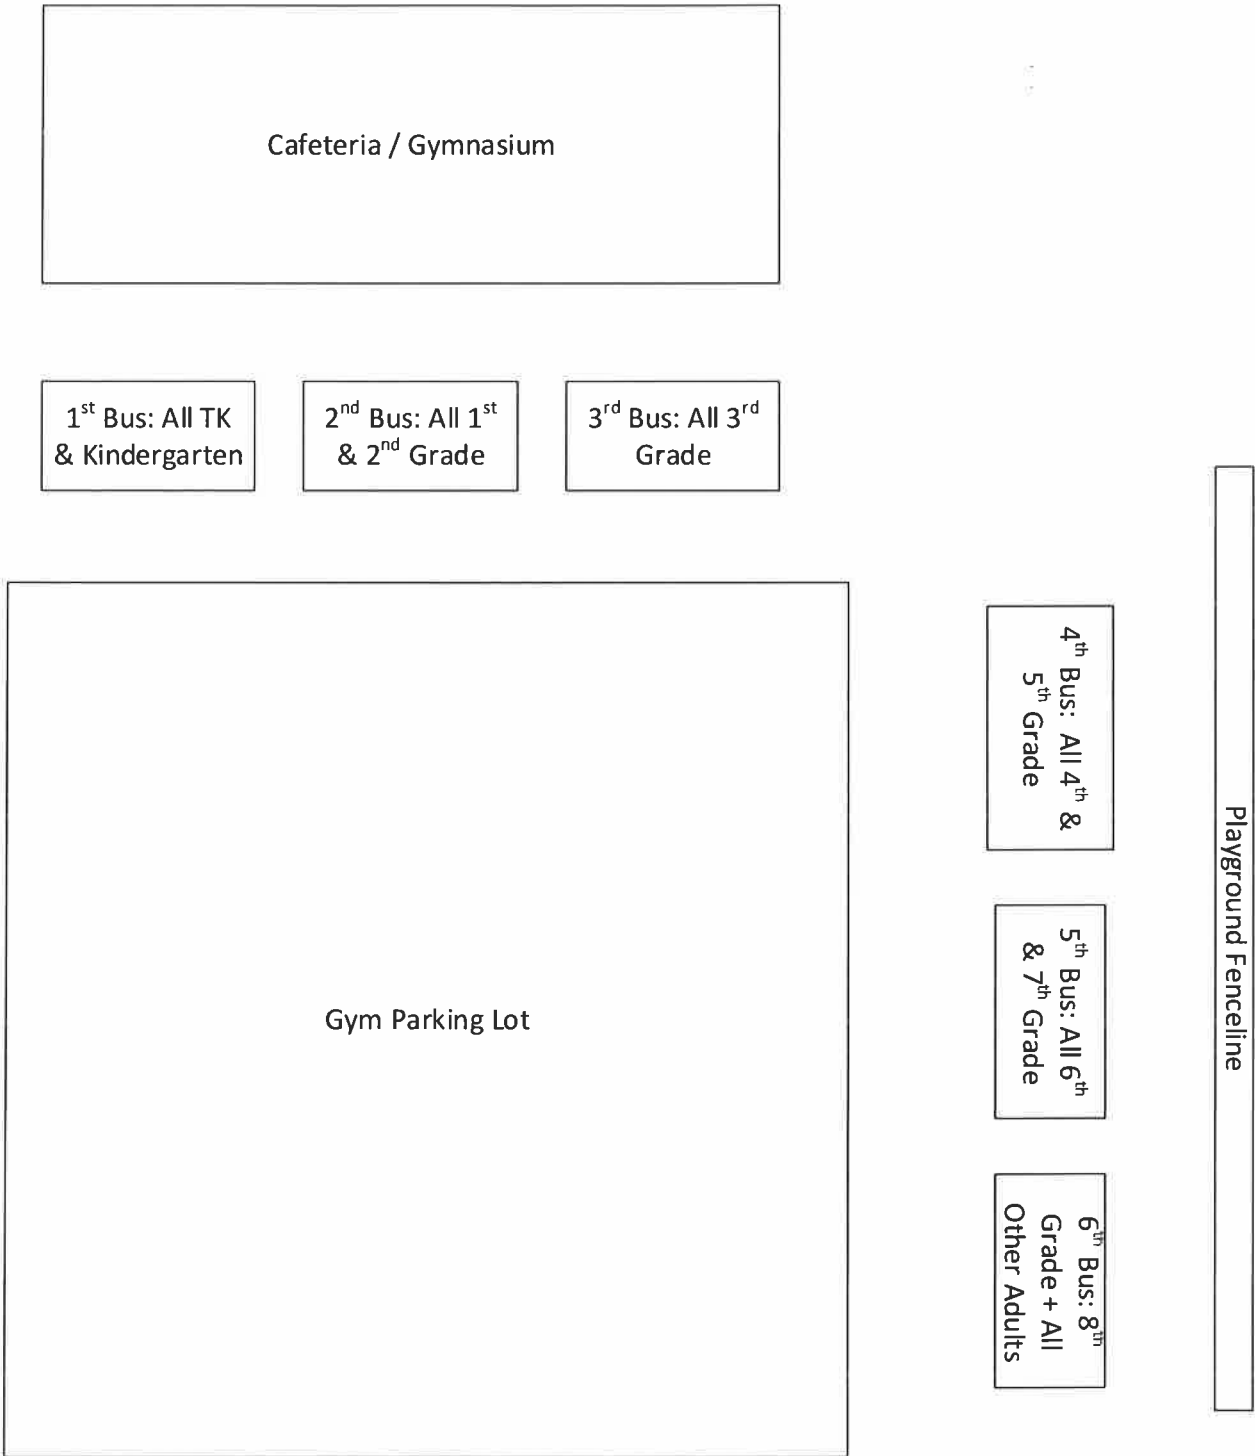 Cafeteria / Gymnasium
1st Bus: All TK
& Kindergarten
2nd Bus: All 1st
& 2nd Grade
3rd Bus: All 3rd
Grade
4th Bus:  All 4th &
5th Grade
5th Bus: All 6th
& 7th Grade
6th Bus: 8th
Grade + All
Other Adults
Gym Parking Lot
Playground Fenceline